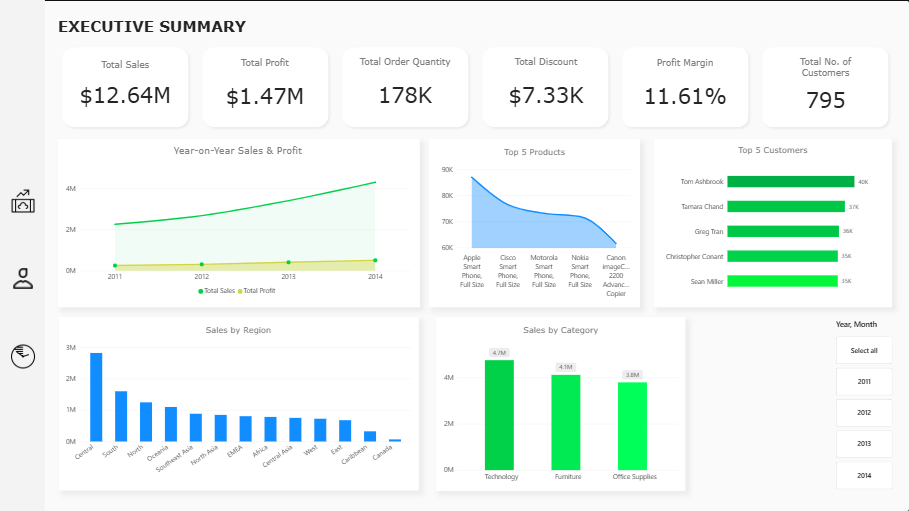 EXECUTIVE SUMMARY
Total Sales
$12.64M
Total Profit
$1.47M
Total Order Quantity
178K
Total Discount
$7.33K
Profit Margin
11.61%
Total No. of
Customers
795
Year-on-Year Sales & Profit
4M
2M
0M
2011
2012
2013
2014
Total Sales
Total Profit
Top 5 Products
90K
80K
70K
60K
Apple
Smart
Phone,
Full Size
Cisco
Smart
Phone,
Full Size
Motorola
Smart
Phone,
Full Size
Nokia
Smart
Phone,
Full Size
Canon
imageC...
2200
Advanc...
Copier
Top 5 Customers
Tom Ashbrook
40K
Tamara Chand
37K
Greg Tran
36K
Christopher Conant
35K
Sean Miller
35K
Sales by Region
3M
2M
1M
0M
Central
South
North
Oceania
Southeast Asia
North Asia
EMEA
Africa
Central Asia
West
East
Caribbean
Canada
Sales by Category
4M
2M
0M
4.7M
4.1M
3.8M
Technology
Furniture
Office Supplies
Year, Month
Select all
2011
2012
2013
2014